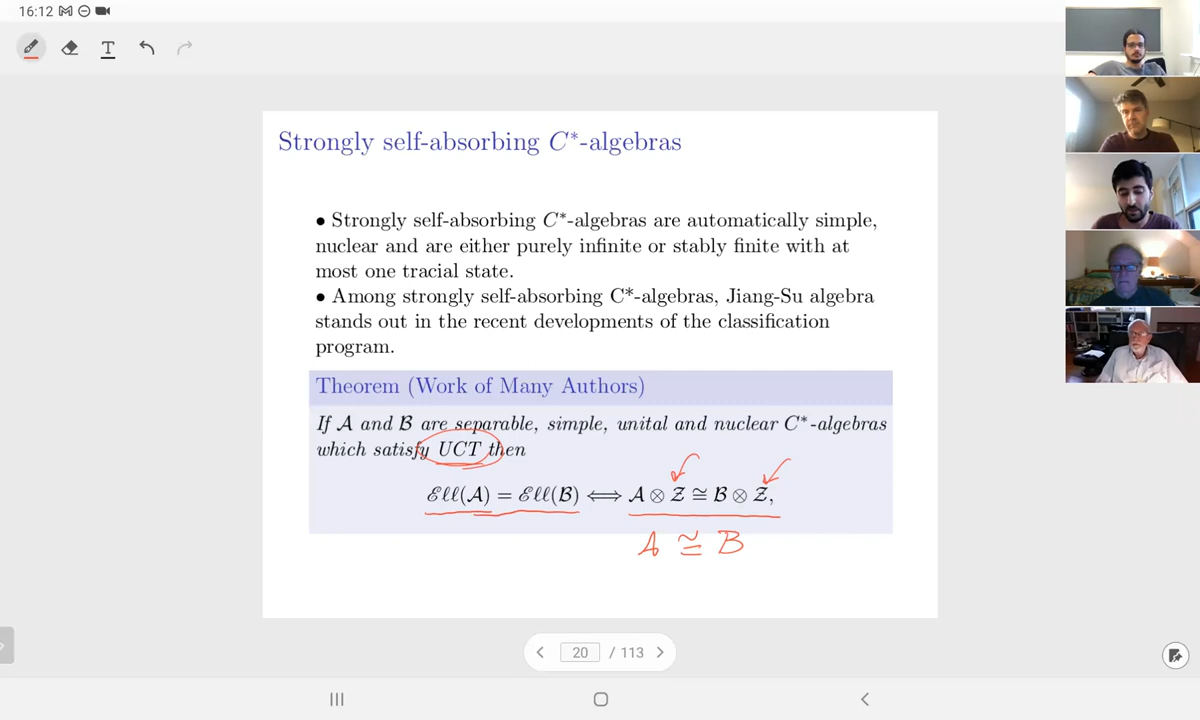 16:12
T
Strongly self-absorbing C*-algebras
• Strongly self-absorbing C*-algebras are automatically simple,
nuclear and are either purely infinite or stably finite with at
most one tracial state.
• Among strongly self-absorbing C*-algebras, Jiang-Su algebra
stands out in the recent developments of the classification
program.
Theorem (Work of Many Authors)
If 𝒜 and ℬ are separable, simple, unital and nuclear C*-algebras
which satisfy UCT then
ℰℓℓ(𝒜) = ℰℓℓ(ℬ) ⟺ 𝒜 ⊗ 𝒵 ≅ ℬ ⊗ 𝒵,
A ≅ B
20 / 113